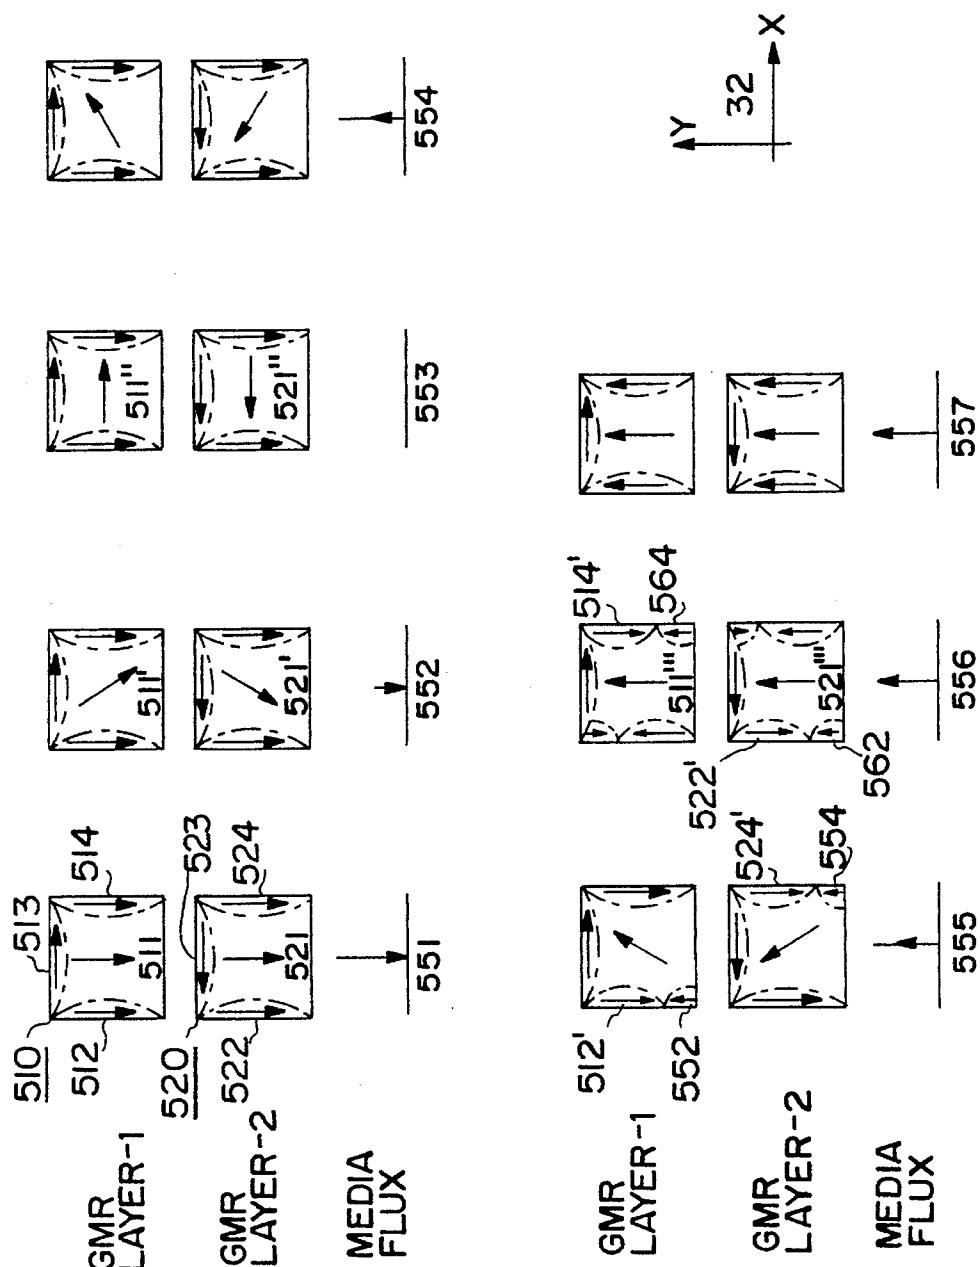 510 513
512 514
GMR LAYER-1
511 511' 511"
520 523
522 524
GMR LAYER-2
521 521' 521"
MEDIA FLUX
551 552 553 554
512' 514'
GMR LAYER-1
552 511''' 564
522'
524'
GMR LAYER-2
521''' 554
562
MEDIA FLUX
555 556 557
Y
32
X